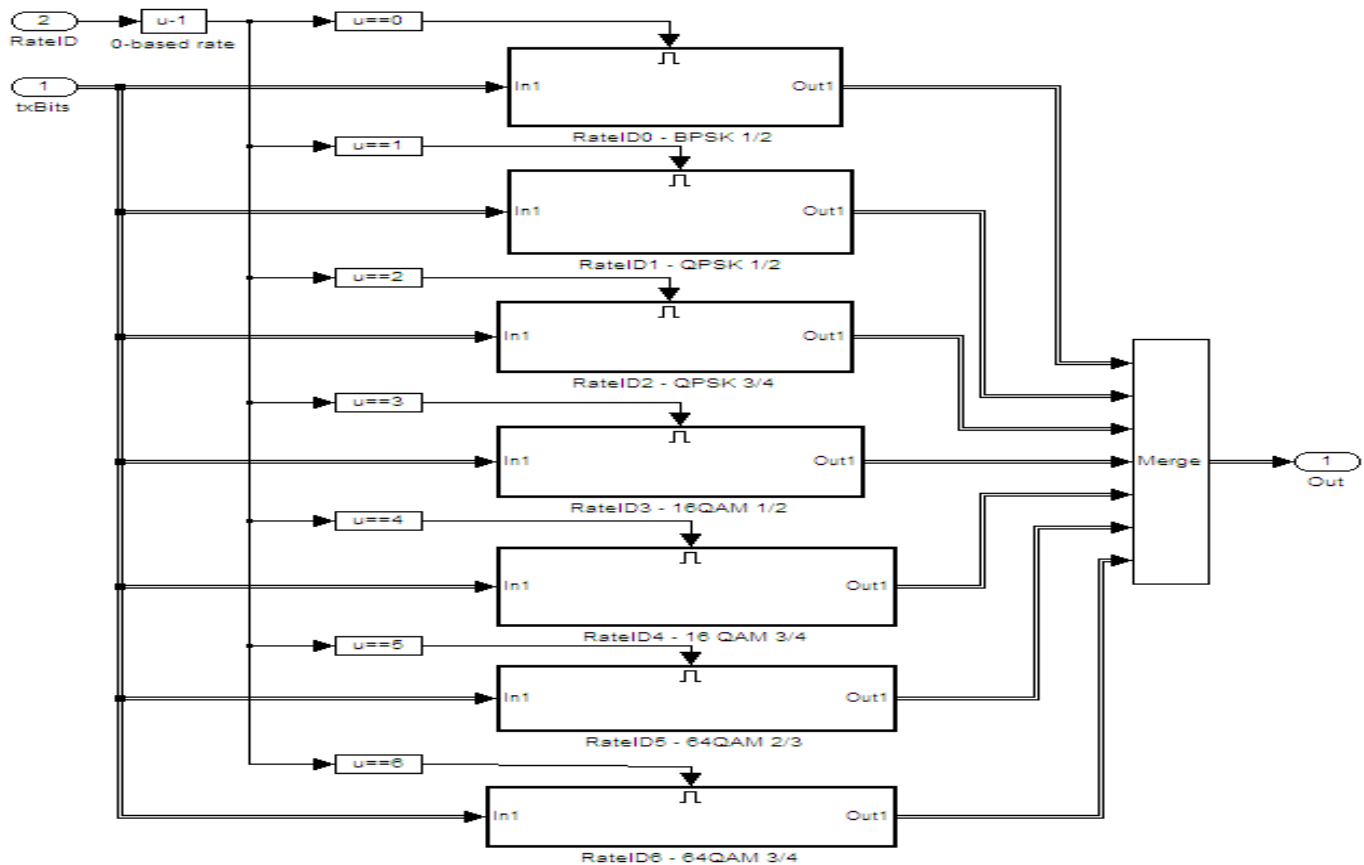 2
RateID
u-1
0-based rate
u==0
1
txBits
In1
Out1
RateID0 - BPSK 1/2
u==1
In1
Out1
RateID1 - QPSK 1/2
u==2
In1
Out1
RateID2 - QPSK 3/4
u==3
In1
Out1
RateID3 - 16QAM 1/2
Merge
1
Out
u==4
In1
Out1
RateID4 - 16 QAM 3/4
u==5
In1
Out1
RateID5 - 64QAM 2/3
u==6
In1
Out1
RateID6 - 64QAM 3/4